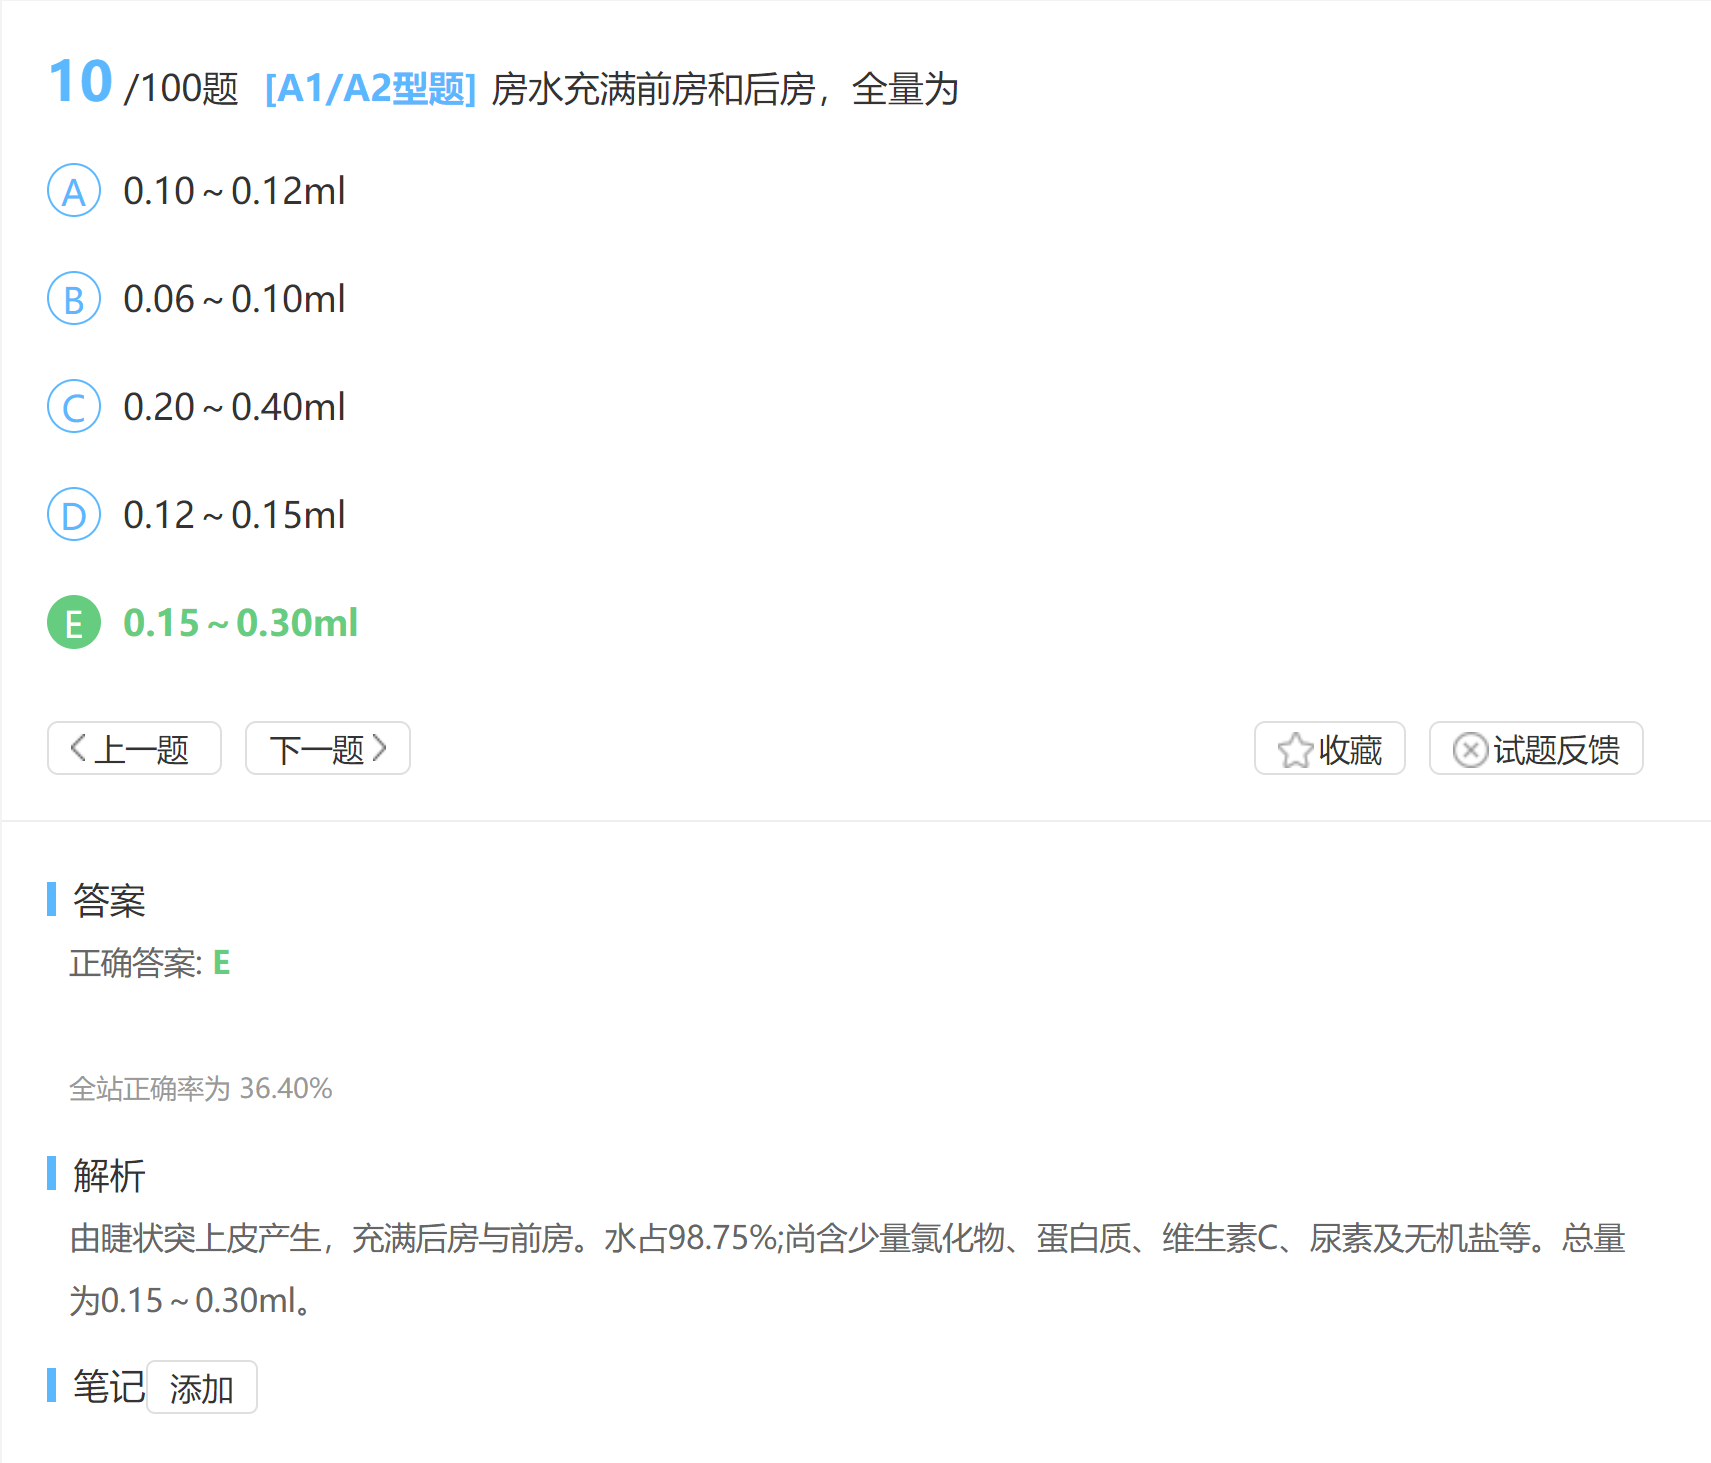 10 /100题 [A1/A2型题] 房水充满前房和后房，全量为
A 0.10～0.12ml
B 0.06～0.10ml
C 0.20～0.40ml
D 0.12～0.15ml
E 0.15～0.30ml
上一题 下一题 收藏 试题反馈
答案
正确答案: E
全站正确率为 36.40%
解析
由睫状突上皮产生，充满后房与前房。水占98.75%;尚含少量氯化物、蛋白质、维生素C、尿素及无机盐等。总量
为0.15～0.30ml。
笔记 添加